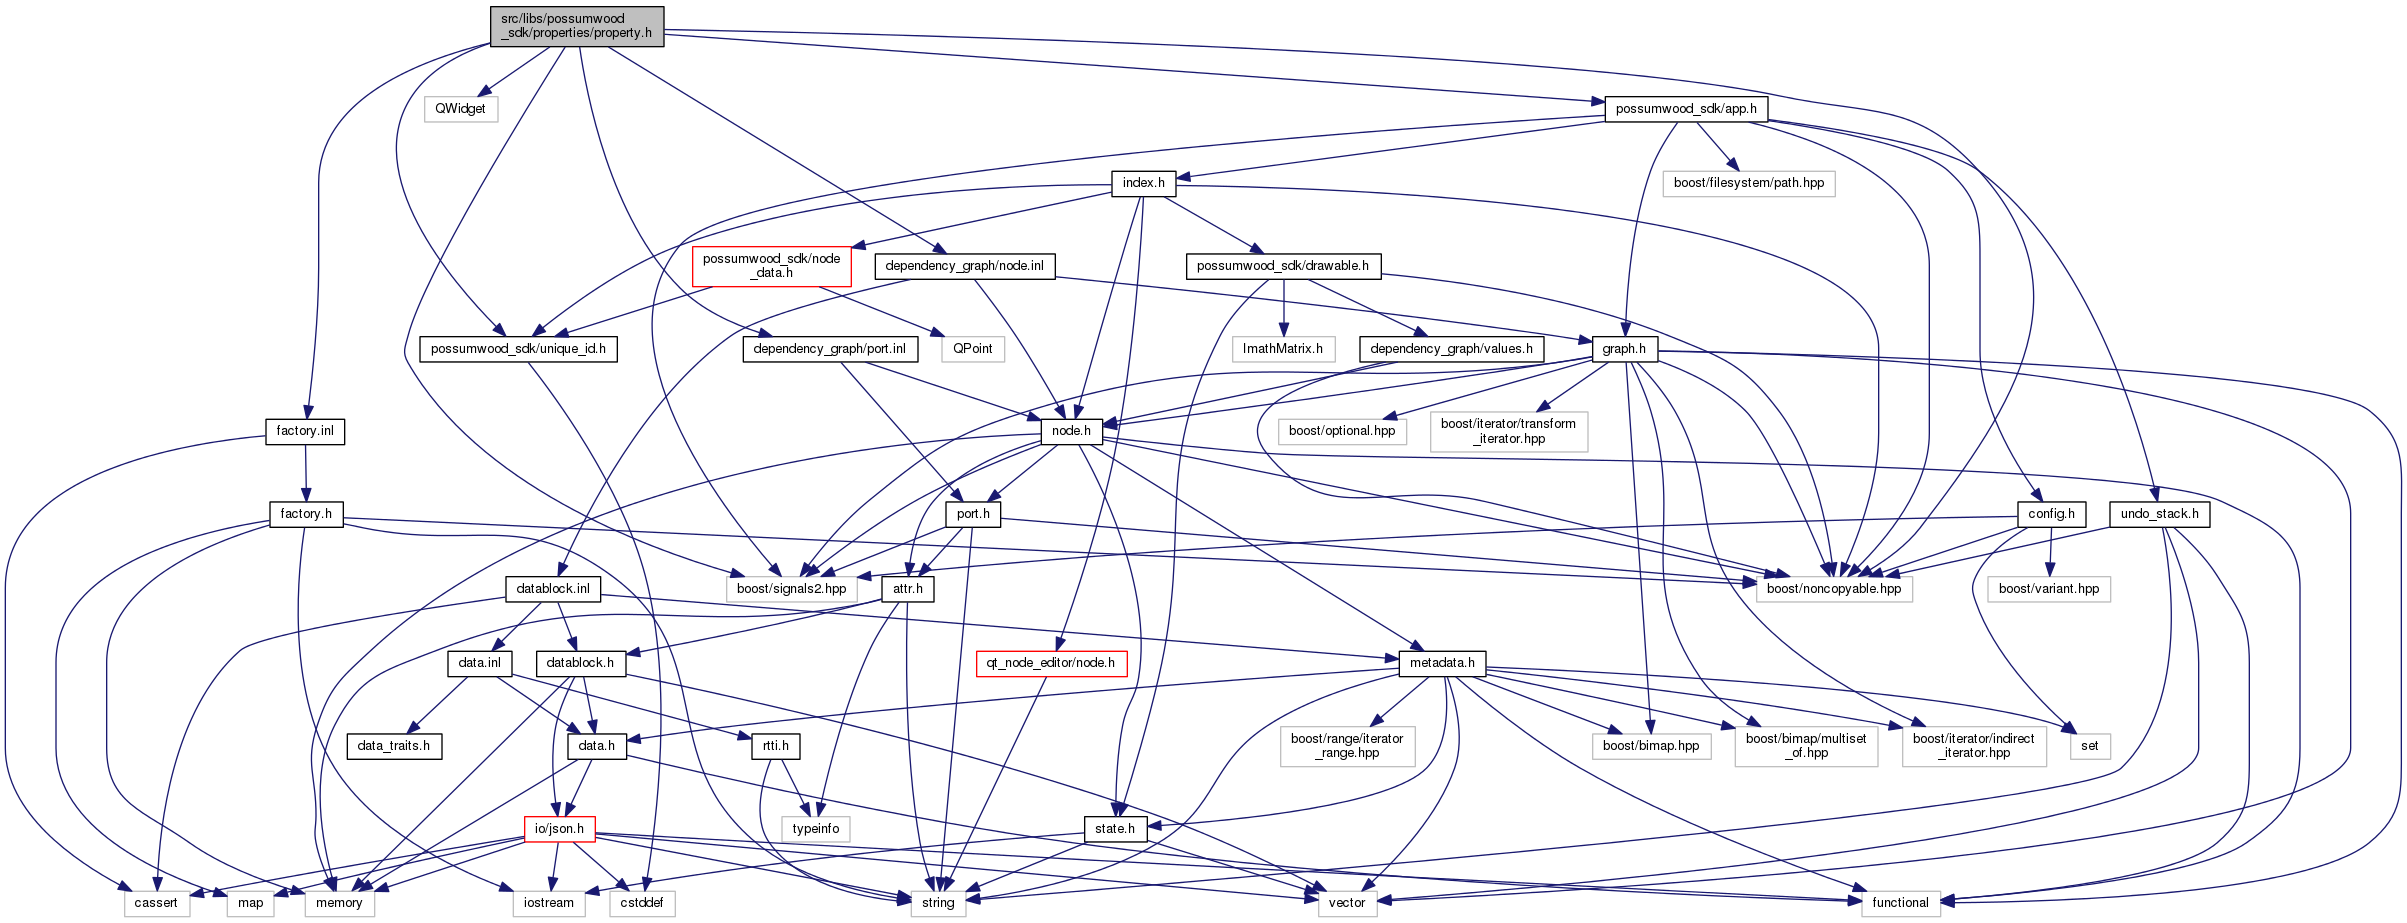 src/libs/possumwood
_sdk/properties/property.h
QWidget
possumwood_sdk/app.h
index.h
boost/filesystem/path.hpp
possumwood_sdk/node
_data.h
dependency_graph/node.inl
possumwood_sdk/drawable.h
possumwood_sdk/unique_id.h
dependency_graph/port.inl
QPoint
ImathMatrix.h
dependency_graph/values.h
graph.h
factory.inl
node.h
boost/optional.hpp
boost/iterator/transform
_iterator.hpp
factory.h
port.h
config.h
undo_stack.h
datablock.inl
boost/signals2.hpp
attr.h
boost/noncopyable.hpp
boost/variant.hpp
data.inl
datablock.h
qt_node_editor/node.h
metadata.h
data_traits.h
data.h
rtti.h
boost/range/iterator
_range.hpp
boost/bimap.hpp
boost/bimap/multiset
_of.hpp
boost/iterator/indirect
_iterator.hpp
set
io/json.h
typeinfo
state.h
cassert
map
memory
iostream
cstddef
string
vector
functional